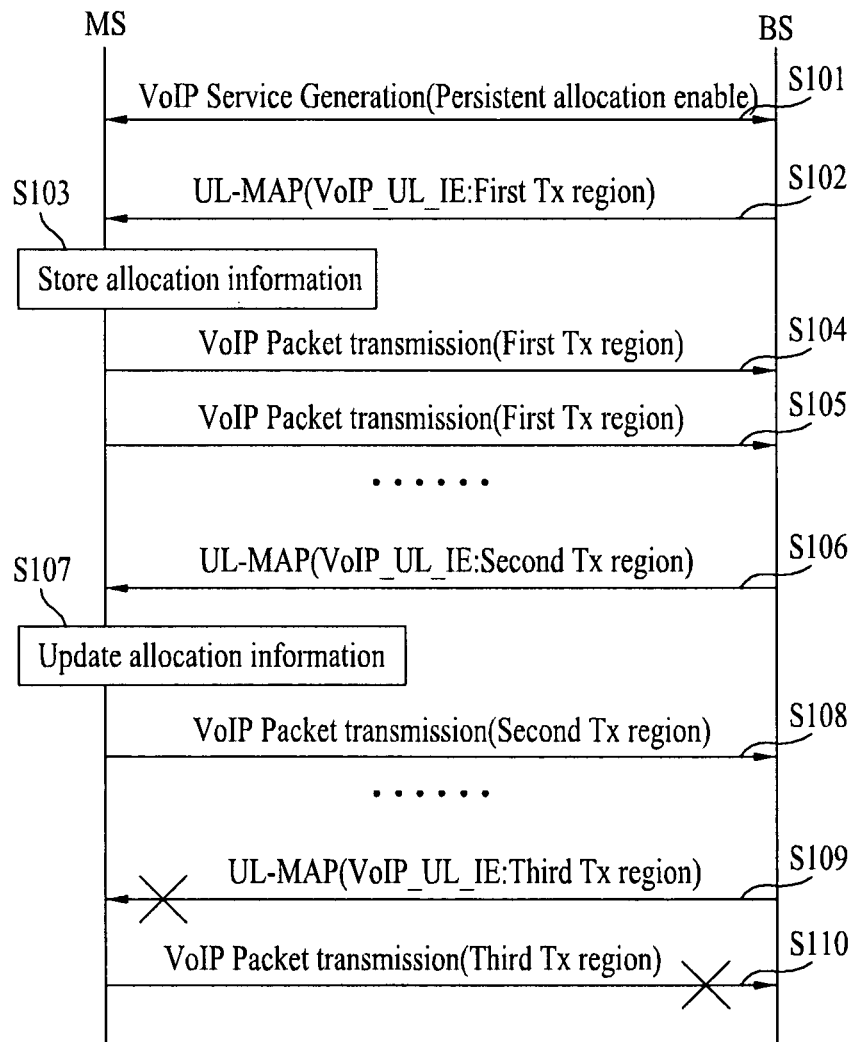 MS
BS
S101
VoIP Service Generation(Persistent allocation enable)
S102
UL-MAP(VoIP_UL_IE:First Tx region)
S103
Store allocation information
S104
VoIP Packet transmission(First Tx region)
S105
VoIP Packet transmission(First Tx region)
......
S106
UL-MAP(VoIP_UL_IE:Second Tx region)
S107
Update allocation information
S108
VoIP Packet transmission(Second Tx region)
......
S109
UL-MAP(VoIP_UL_IE:Third Tx region)
S110
VoIP Packet transmission(Third Tx region)